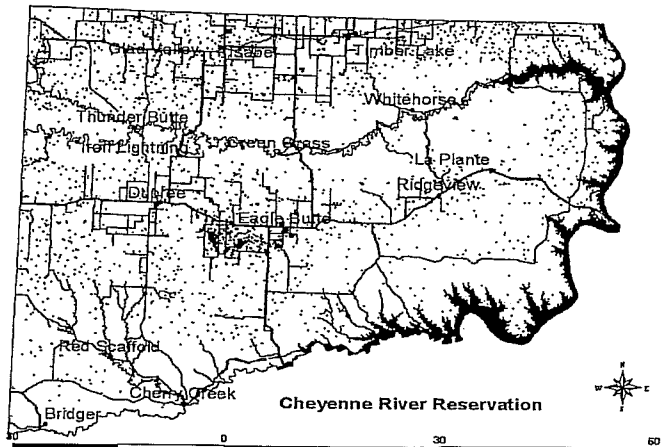 Glad Valley Isabel Timber Lake
Whitehorse
Thunder Butte
Iron Lightning Green Grass
La Plante
Ridgeview
Dupree
Eagle Butte
Red Scaffold
N
W E
S
Cherry Creek
Cheyenne River Reservation
Bridger
30 0 30 60